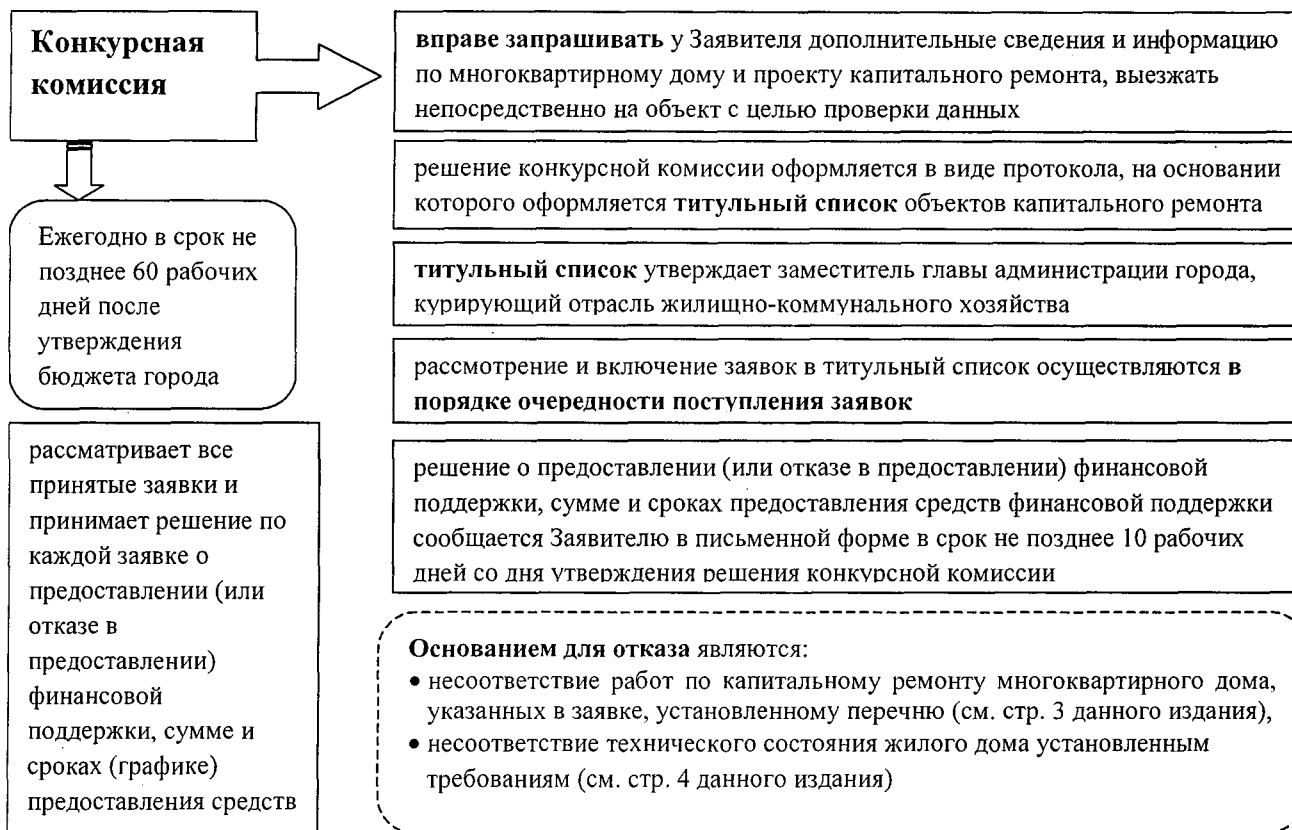 Конкурсная
комиссия
вправе запрашивать у Заявителя дополнительные сведения и информацию
по многоквартирному дому и проекту капитального ремонта, выезжать
непосредственно на объект с целью проверки данных
решение конкурсной комиссии оформляется в виде протокола, на основании
которого оформляется титульный список объектов капитального ремонта
Ежегодно в срок не
позднее 60 рабочих
дней после
утверждения
бюджета города
титульный список утверждает заместитель главы администрации города,
курирующий отрасль жилищно-коммунального хозяйства
рассмотрение и включение заявок в титульный список осуществляются в
порядке очередности поступления заявок
рассматривает все
принятые заявки и
принимает решение по
каждой заявке о
предоставлении (или
отказе в
предоставлении)
финансовой
поддержки, сумме и
сроках (графике)
предоставления средств
решение о предоставлении (или отказе в предоставлении) финансовой
поддержки, сумме и сроках предоставления средств финансовой поддержки
сообщается Заявителю в письменной форме в срок не позднее 10 рабочих
дней со дня утверждения решения конкурсной комиссии
Основанием для отказа являются:
• несоответствие работ по капитальному ремонту многоквартирного дома,
указанных в заявке, установленному перечню (см. стр. 3 данного издания),
• несоответствие технического состояния жилого дома установленным
требованиям (см. стр. 4 данного издания)